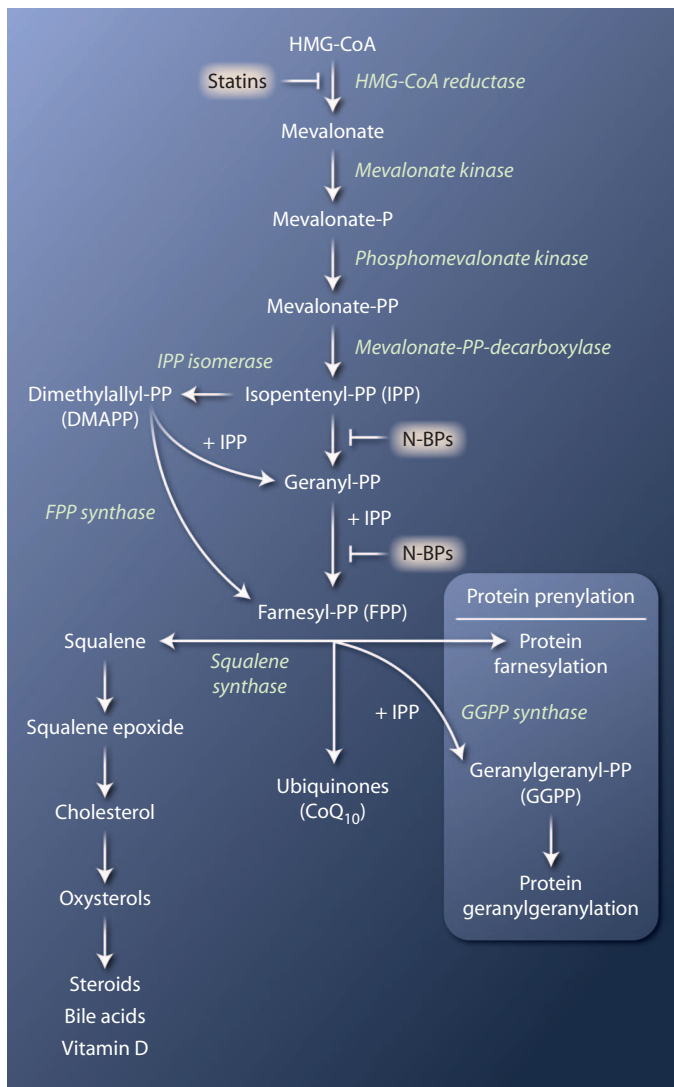 HMG-CoA
Statins
HMG-CoA reductase
Mevalonate
Mevalonate kinase
Mevalonate-P
Phosphomevalonate kinase
Mevalonate-PP
IPP isomerase
Mevalonate-PP-decarboxylase
Dimethylallyl-PP
(DMAPP)
Isopentenyl-PP (IPP)
+ IPP
N-BPs
Geranyl-PP
FPP synthase
+ IPP
N-BPs
Farnesyl-PP (FPP)
Protein prenylation
Squalene
Squalene
synthase
Protein
farnesylation
Squalene epoxide
+ IPP
GGPP synthase
Ubiquinones
(CoQ₁₀)
Geranylgeranyl-PP
(GGPP)
Cholesterol
Oxysterols
Protein
geranylgeranylation
Steroids
Bile acids
Vitamin D